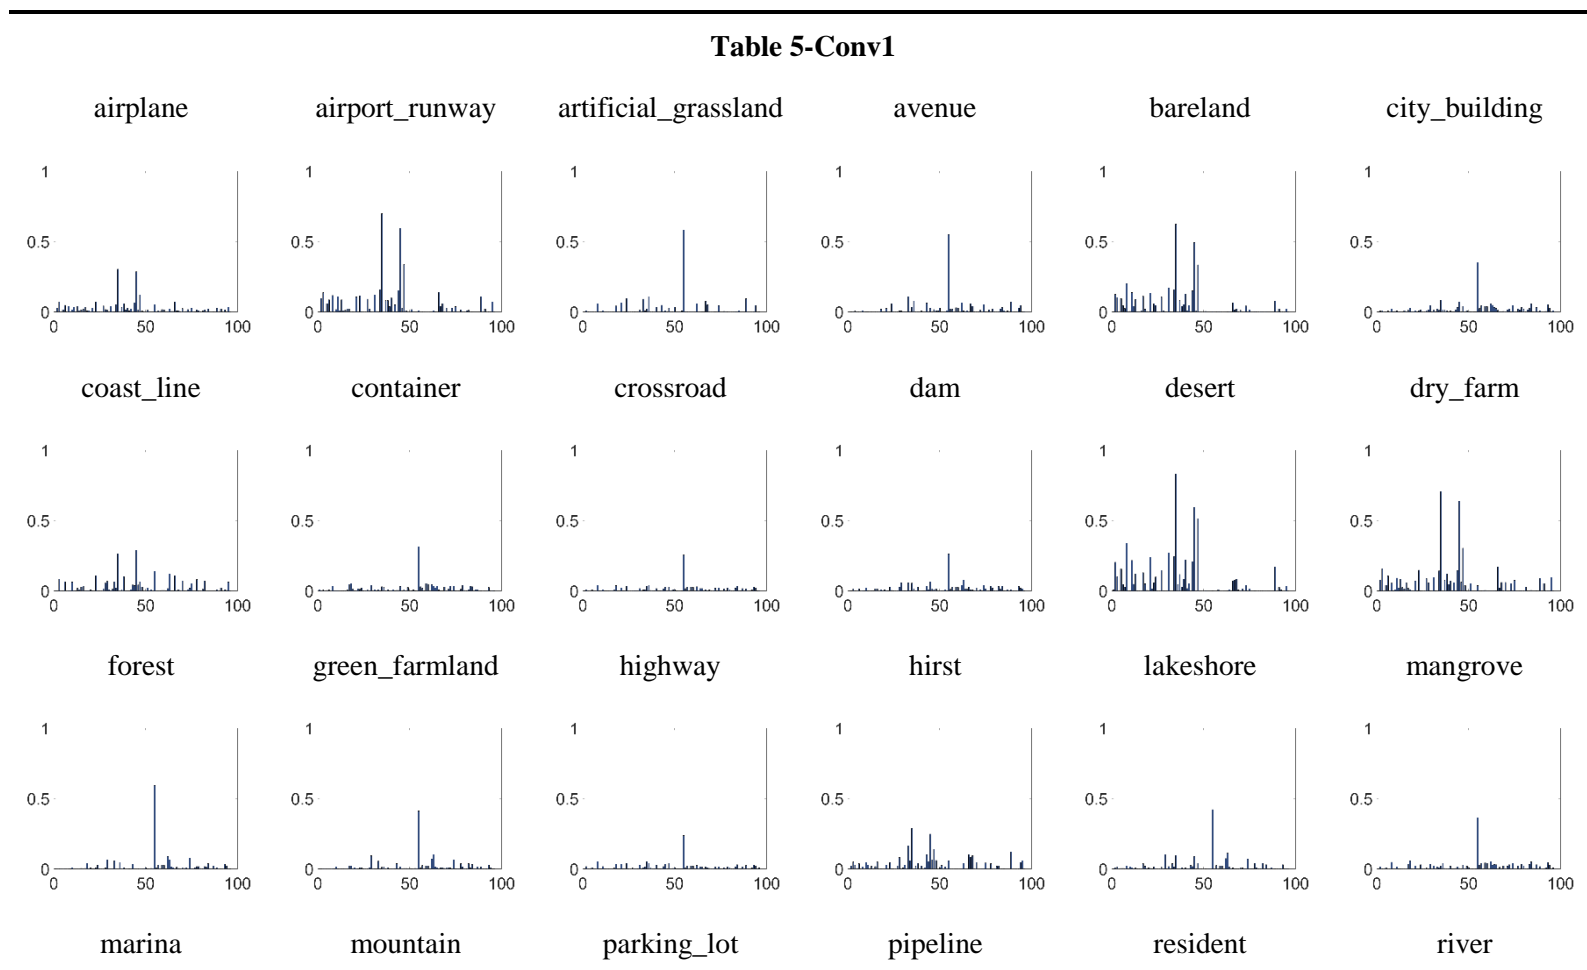 Table 5-Conv1
airplane airport_runway artificial_grassland avenue bareland city_building
1 1 1 1 1 1
0.5 0.5 0.5 0.5 0.5 0.5
0 0 0 0 0 0
0 50 100 0 50 100 0 50 100 0 50 100 0 50 100 0 50 100
coast_line container crossroad dam desert dry_farm
1 1 1 1 1 1
0.5 0.5 0.5 0.5 0.5 0.5
0 0 0 0 0 0
0 50 100 0 50 100 0 50 100 0 50 100 0 50 100 0 50 100
forest green_farmland highway hirst lakeshore mangrove
1 1 1 1 1 1
0.5 0.5 0.5 0.5 0.5 0.5
0 0 0 0 0 0
0 50 100 0 50 100 0 50 100 0 50 100 0 50 100 0 50 100
marina mountain parking_lot pipeline resident river